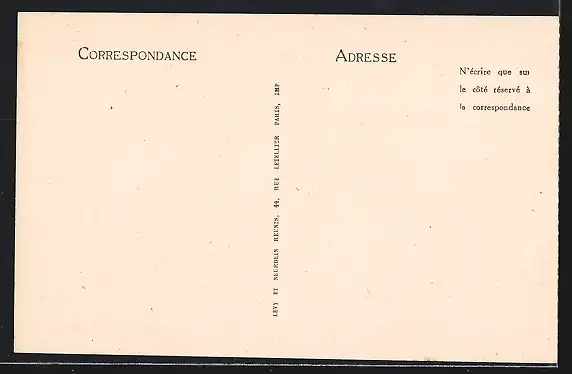 CORRESPONDANCE
ADRESSE
N'écrire que sur
le côté réservé à
la correspondance
LEVY ET NEURDEIN REUNIS, 44, RUE LETELLIER PARIS, IMP